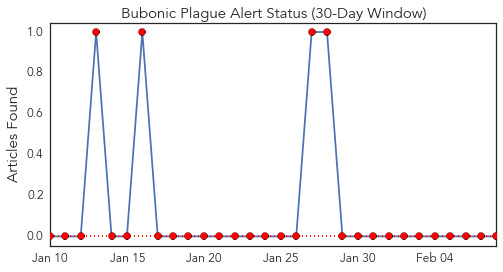 Bubonic Plague Alert Status (30-Day Window)
Articles Found
1.0
0.8
0.6
0.4
0.2
0.0
Jan 10 Jan 15 Jan 20 Jan 25 Jan 30 Feb 04